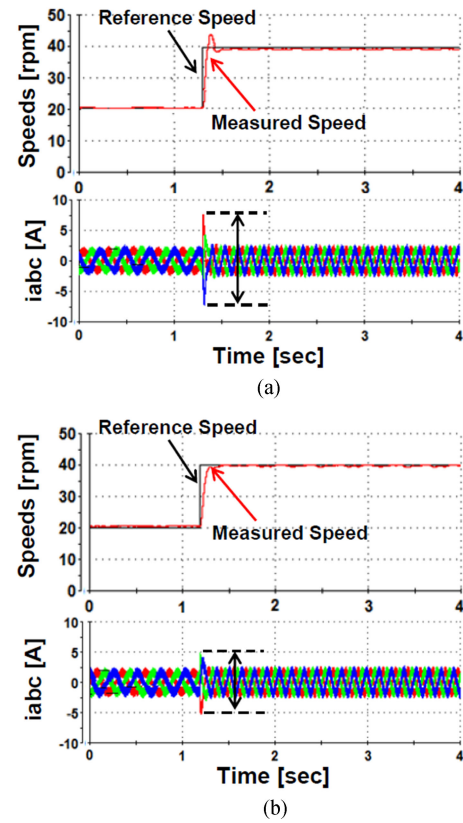 Reference Speed
Speeds [rpm]
50
40
30
20
10
0
Measured Speed
0 1 2 3 4
iabc [A]
10
5
0
-5
-10
0 1 2 3 4
Time [sec]
(a)
Reference Speed
Speeds [rpm]
50
40
30
20
10
0
Measured Speed
0 1 2 3 4
iabc [A]
10
5
0
-5
-10
0 1 2 3 4
Time [sec]
(b)